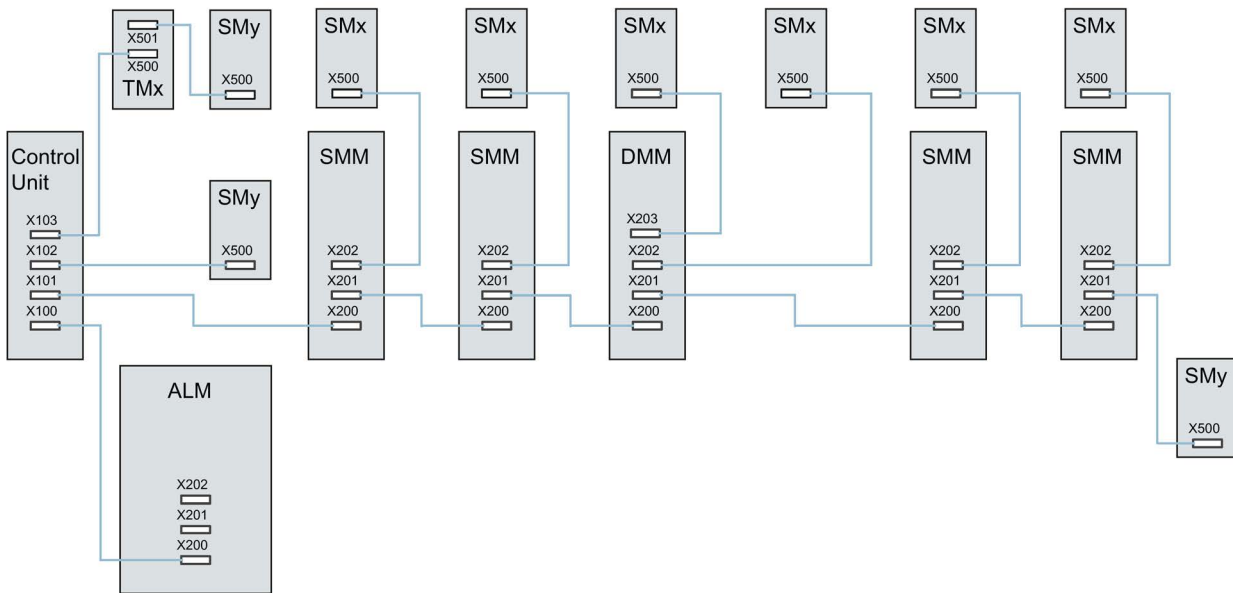 X501
X500
TMx
SMy
X500
SMx
X500
SMx
X500
SMx
X500
SMx
X500
SMx
X500
SMx
X500
Control
Unit
X103
X102
X101
X100
SMy
X500
SMM
X202
X201
X200
SMM
X202
X201
X200
DMM
X203
X202
X201
X200
SMM
X202
X201
X200
SMM
X202
X201
X200
ALM
X202
X201
X200
SMy
X500